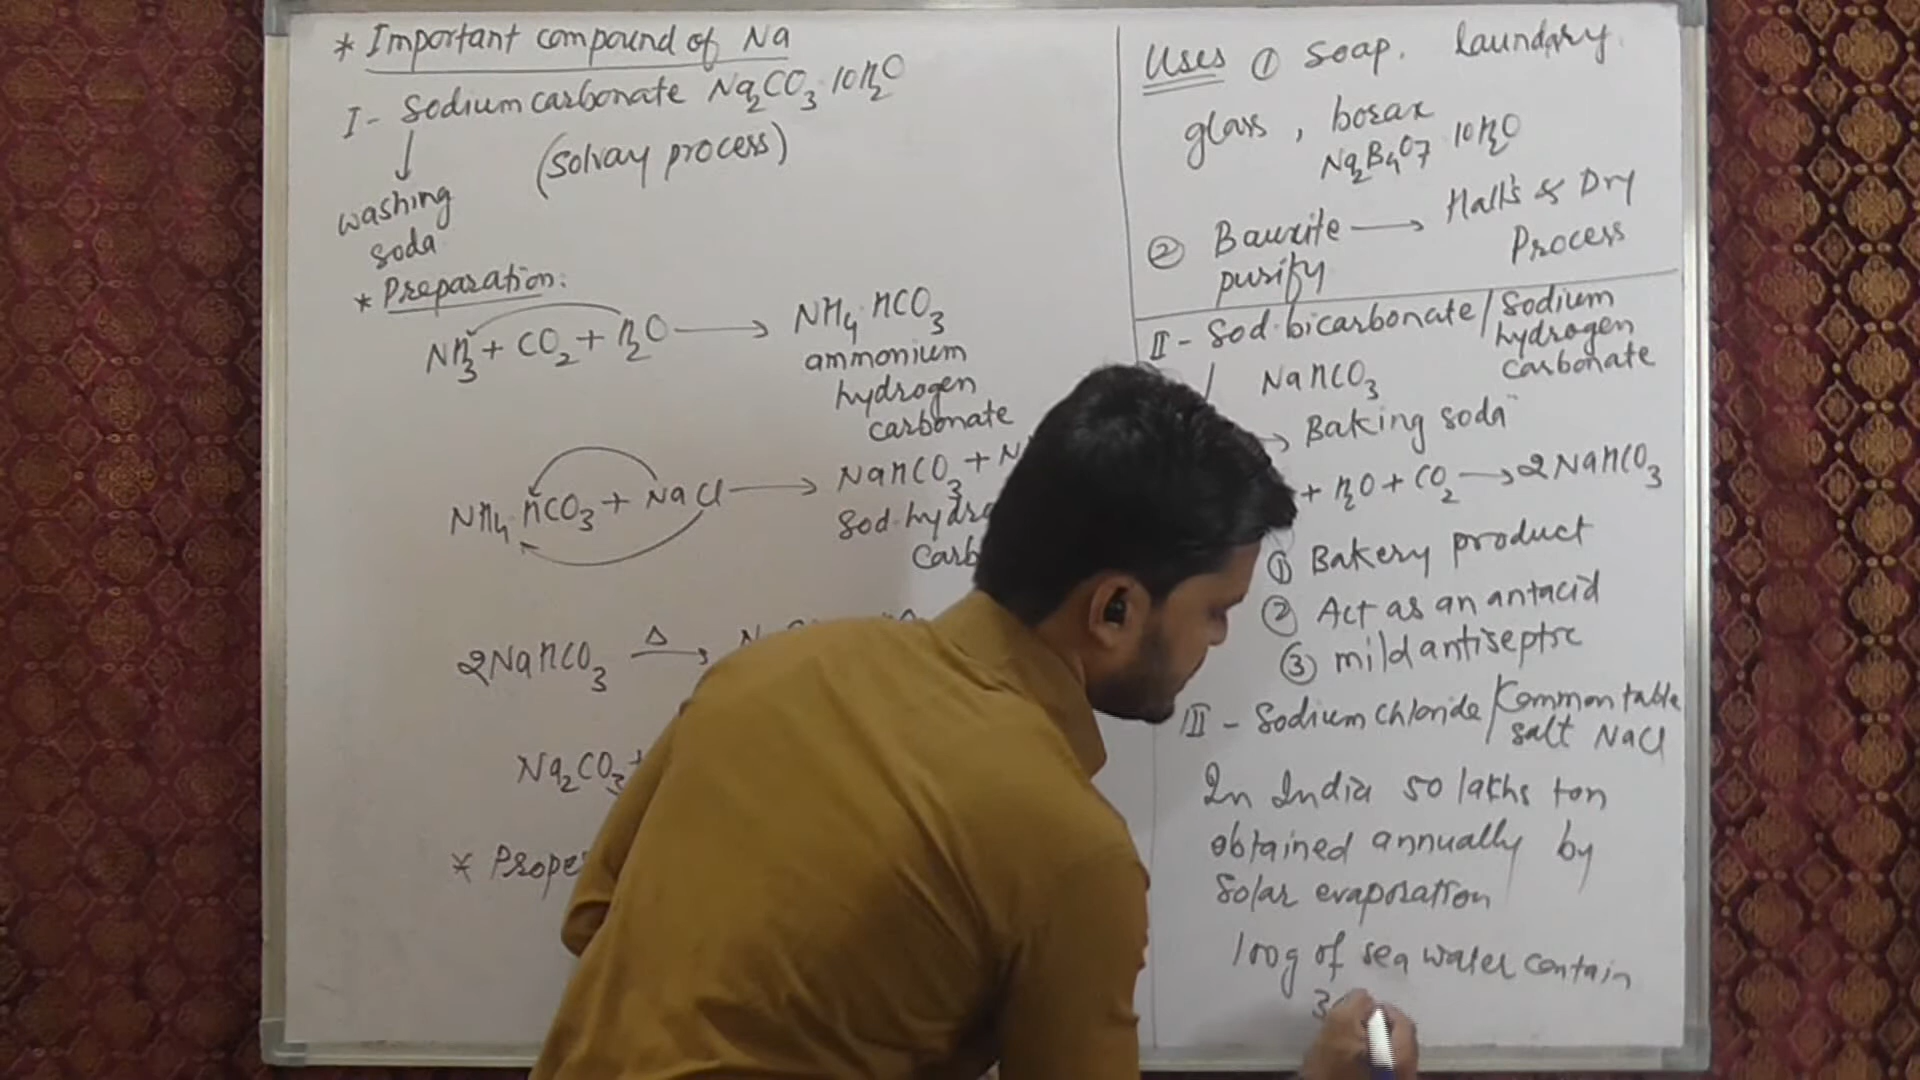 * Important compound of Na
I - Sodium carbonate Na2CO3·10H2O
(Solvay process)
washing
soda
* Preparation:
NH3 + CO2 + H2O → NH4·HCO3
ammonium
hydrogen
carbonate
NH4·HCO3 + NaCl → NaHCO3 +
Sod·
2NaHCO3 Δ→
Na2CO3
*
Uses ① soap. laundary
glass, borax
Na2B4O7 10H2O
② Bauxite → Hall's & Dry
purify Process
II - Sod·bicarbonate/Sodium
hydrogen
carbonate
NaHCO3
→ Baking soda
+ H2O + CO2 → 2NaHCO3
① Bakery product
② Act as an antacid
③ mild antiseptic
III - Sodium chloride/Common table
salt NaCl
In India 50 lakhs ton
obtained annually by
Solar evaporation
100g of sea water contain
3